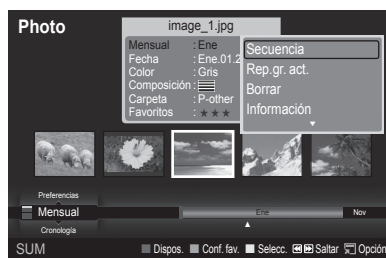 Photo
image_1.jpg
Mensual : Ene
Fecha : Ene.01.2
Color : Gris
Composición :
Carpeta : P-other
Favoritos : ★ ★ ★
Secuencia
Rep.gr. act.
Borrar
Información
Preferencias
Mensual
Cronología
Ene
Nov
SUM
Dispos. Conf. fav. Selecc. Saltar Opción